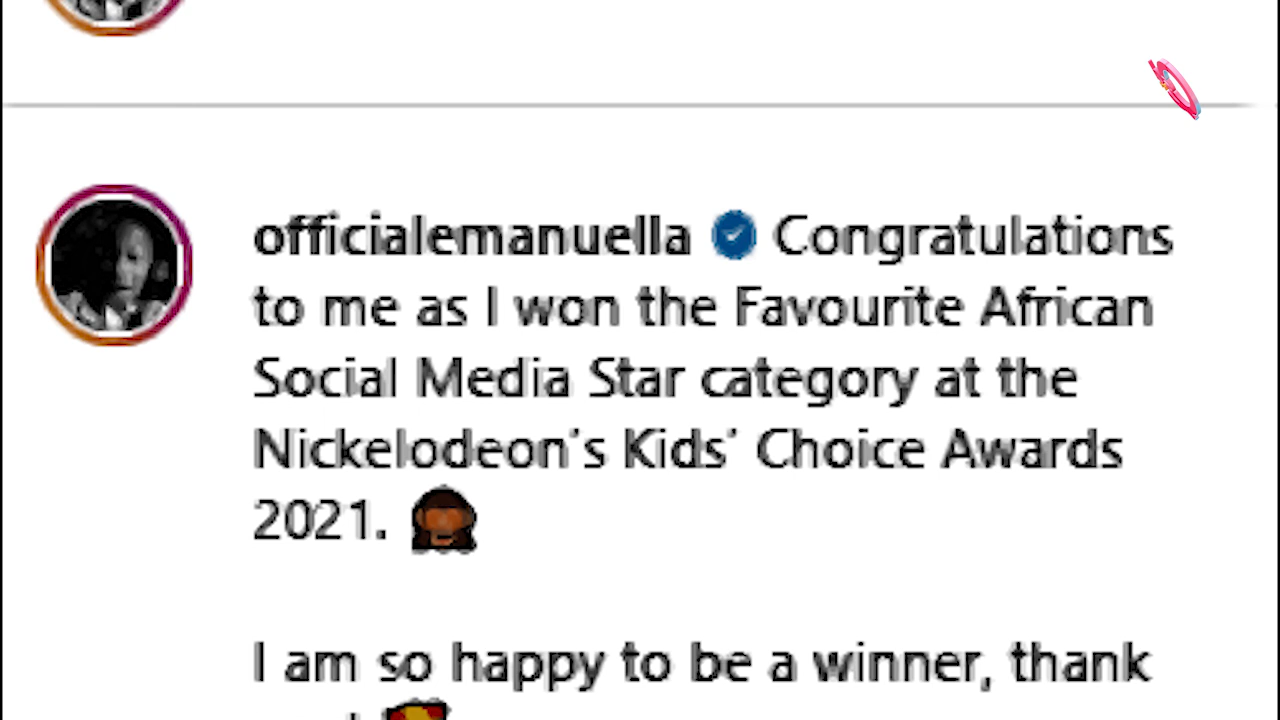 officialemanuella Congratulations
to me as I won the Favourite African
Social Media Star category at the
Nickelodeon's Kids' Choice Awards
2021.
I am so happy to be a winner, thank